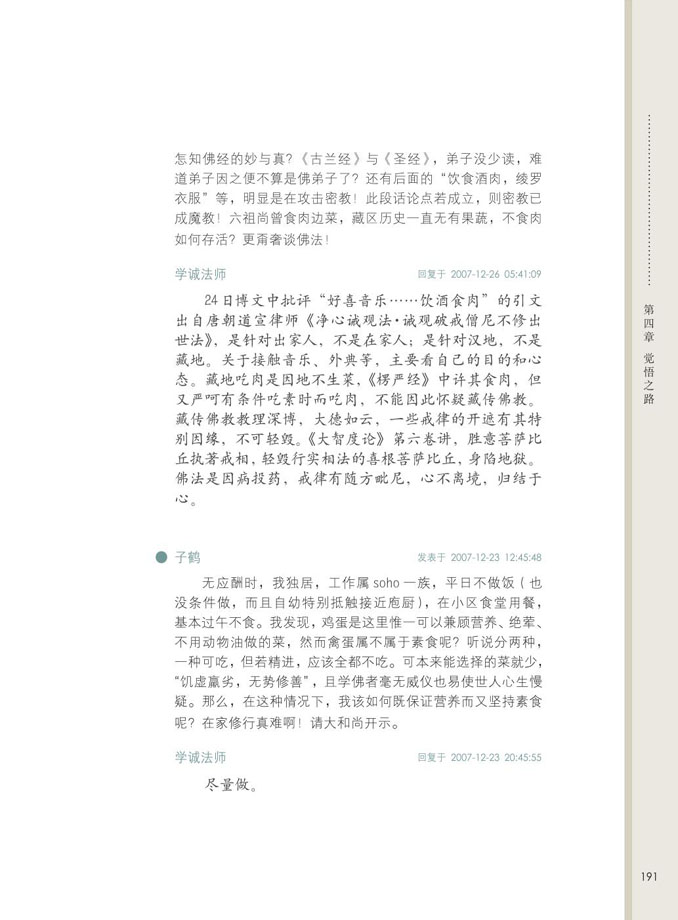 怎知佛经的妙与真？《古兰经》与《圣经》，弟子没少读，难
道弟子因之便不算是佛弟子了？还有后面的“饮食酒肉，绫罗
衣服”等，明显是在攻击密教！此段话论点若成立，则密教已
成魔教！六祖尚曾食肉边菜，藏区历史一直无有果蔬，不食肉
如何存活？更甭奢谈佛法！
学诚法师 回复于 2007-12-26 05:41:09
24日博文中批评“好喜音乐……饮酒食肉”的引文
出自唐朝道宣律师《净心诫观法·诫观破戒僧尼不修出
世法》，是针对出家人，不是在家人；是针对汉地，不是
藏地。关于接触音乐、外典等，主要看自己的目的和心
态。藏地吃肉是因地不生菜，《楞严经》中许其食肉，但
又严呵有条件吃素时而吃肉，不能因此怀疑藏传佛教。
藏传佛教教理深博，大德如云，一些戒律的开遮有其特
别因缘，不可轻毁。《大智度论》第六卷讲，胜意菩萨比
丘执著戒相，轻毁行实相法的喜根菩萨比丘，身陷地狱。
佛法是因病投药，戒律有随方毗尼，心不离境，归结于
心。
子鹤 发表于 2007-12-23 12:45:48
无应酬时，我独居，工作属soho一族，平日不做饭（也
没条件做，而且自幼特别抵触接近庖厨），在小区食堂用餐，
基本过午不食。我发现，鸡蛋是这里惟一可以兼顾营养、绝荤、
不用动物油做的菜，然而禽蛋属不属于素食呢？听说分两种，
一种可吃，但若精进，应该全都不吃。可本来能选择的菜就少，
“饥虚羸劣，无势修善”，且学佛者毫无威仪也易使世人心生慢
疑。那么，在这种情况下，我该如何既保证营养而又坚持素食
呢？在家修行真难啊！请大和尚开示。
学诚法师 回复于 2007-12-23 20:45:55
尽量做。
第四章 觉悟之路
191